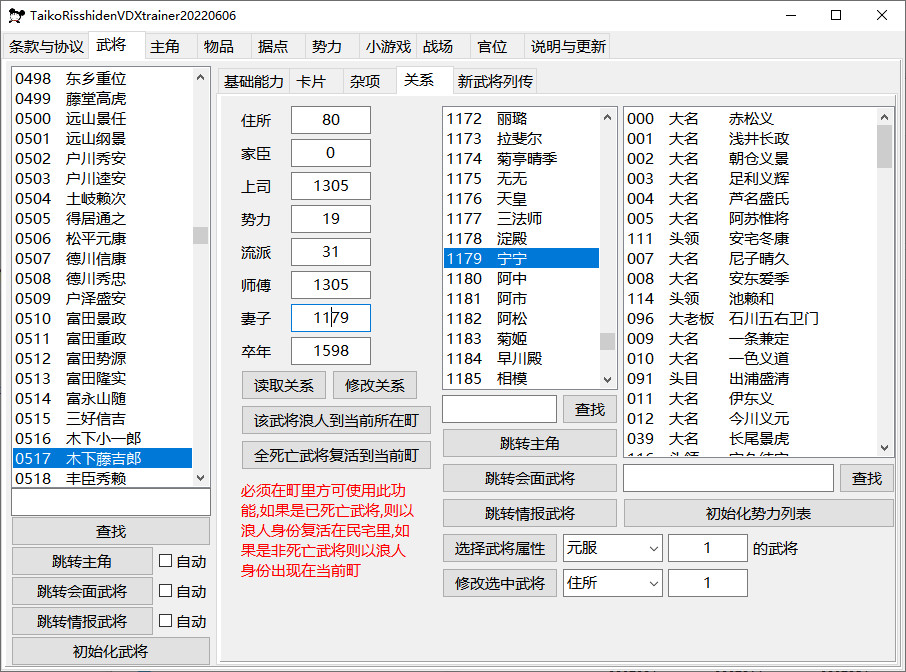 TaikoRisshidenVDXtrainer20220606
条款与协议 武将 主角 物品 据点 势力 小游戏 战场 官位 说明与更新
0498 东乡重位
0499 藤堂高虎
0500 远山景任
0501 远山纲景
0502 户川秀安
0503 户川逵安
0504 土岐赖次
0505 得居通之
0506 松平元康
0507 德川信康
0508 德川秀忠
0509 户泽盛安
0510 富田景政
0511 富田重政
0512 富田势源
0513 富田隆实
0514 富永山随
0515 三好信吉
0516 木下小一郎
0517 木下藤吉郎
0518 丰臣秀赖
查找
跳转主角 自动
跳转会面武将 自动
跳转情报武将 自动
初始化武将
基础能力 卡片 杂项 关系 新武将列传
住所 80
家臣 0
上司 1305
势力 19
流派 31
师傅 1305
妻子 1179
卒年 1598
读取关系 修改关系
该武将浪人到当前所在町
全死亡武将复活到当前町
必须在町里方可使用此功
能,如果是已死亡武将,则以
浪人身份复活在民宅里,如
果是非死亡武将则以浪人
身份出现在当前町
1172 丽璐
1173 拉斐尔
1174 菊亭晴季
1175 无无
1176 天皇
1177 三法师
1178 淀殿
1179 宁宁
1180 阿中
1181 阿市
1182 阿松
1183 菊姬
1184 早川殿
1185 相模
查找
跳转主角
跳转会面武将
跳转情报武将
选择武将属性 元服 1 的武将
修改选中武将 住所 1
000 大名 赤松义
001 大名 浅井长政
002 大名 朝仓义景
003 大名 足利义辉
004 大名 芦名盛氏
005 大名 阿苏惟将
111 头领 安宅冬康
007 大名 尼子晴久
008 大名 安东爱季
114 头领 池赖和
096 大老板 石川五右卫门
009 大名 一条兼定
010 大名 一色义道
091 头目 出浦盛清
011 大名 伊东义
012 大名 今川义元
039 大名 长尾景虎
查找
初始化势力列表